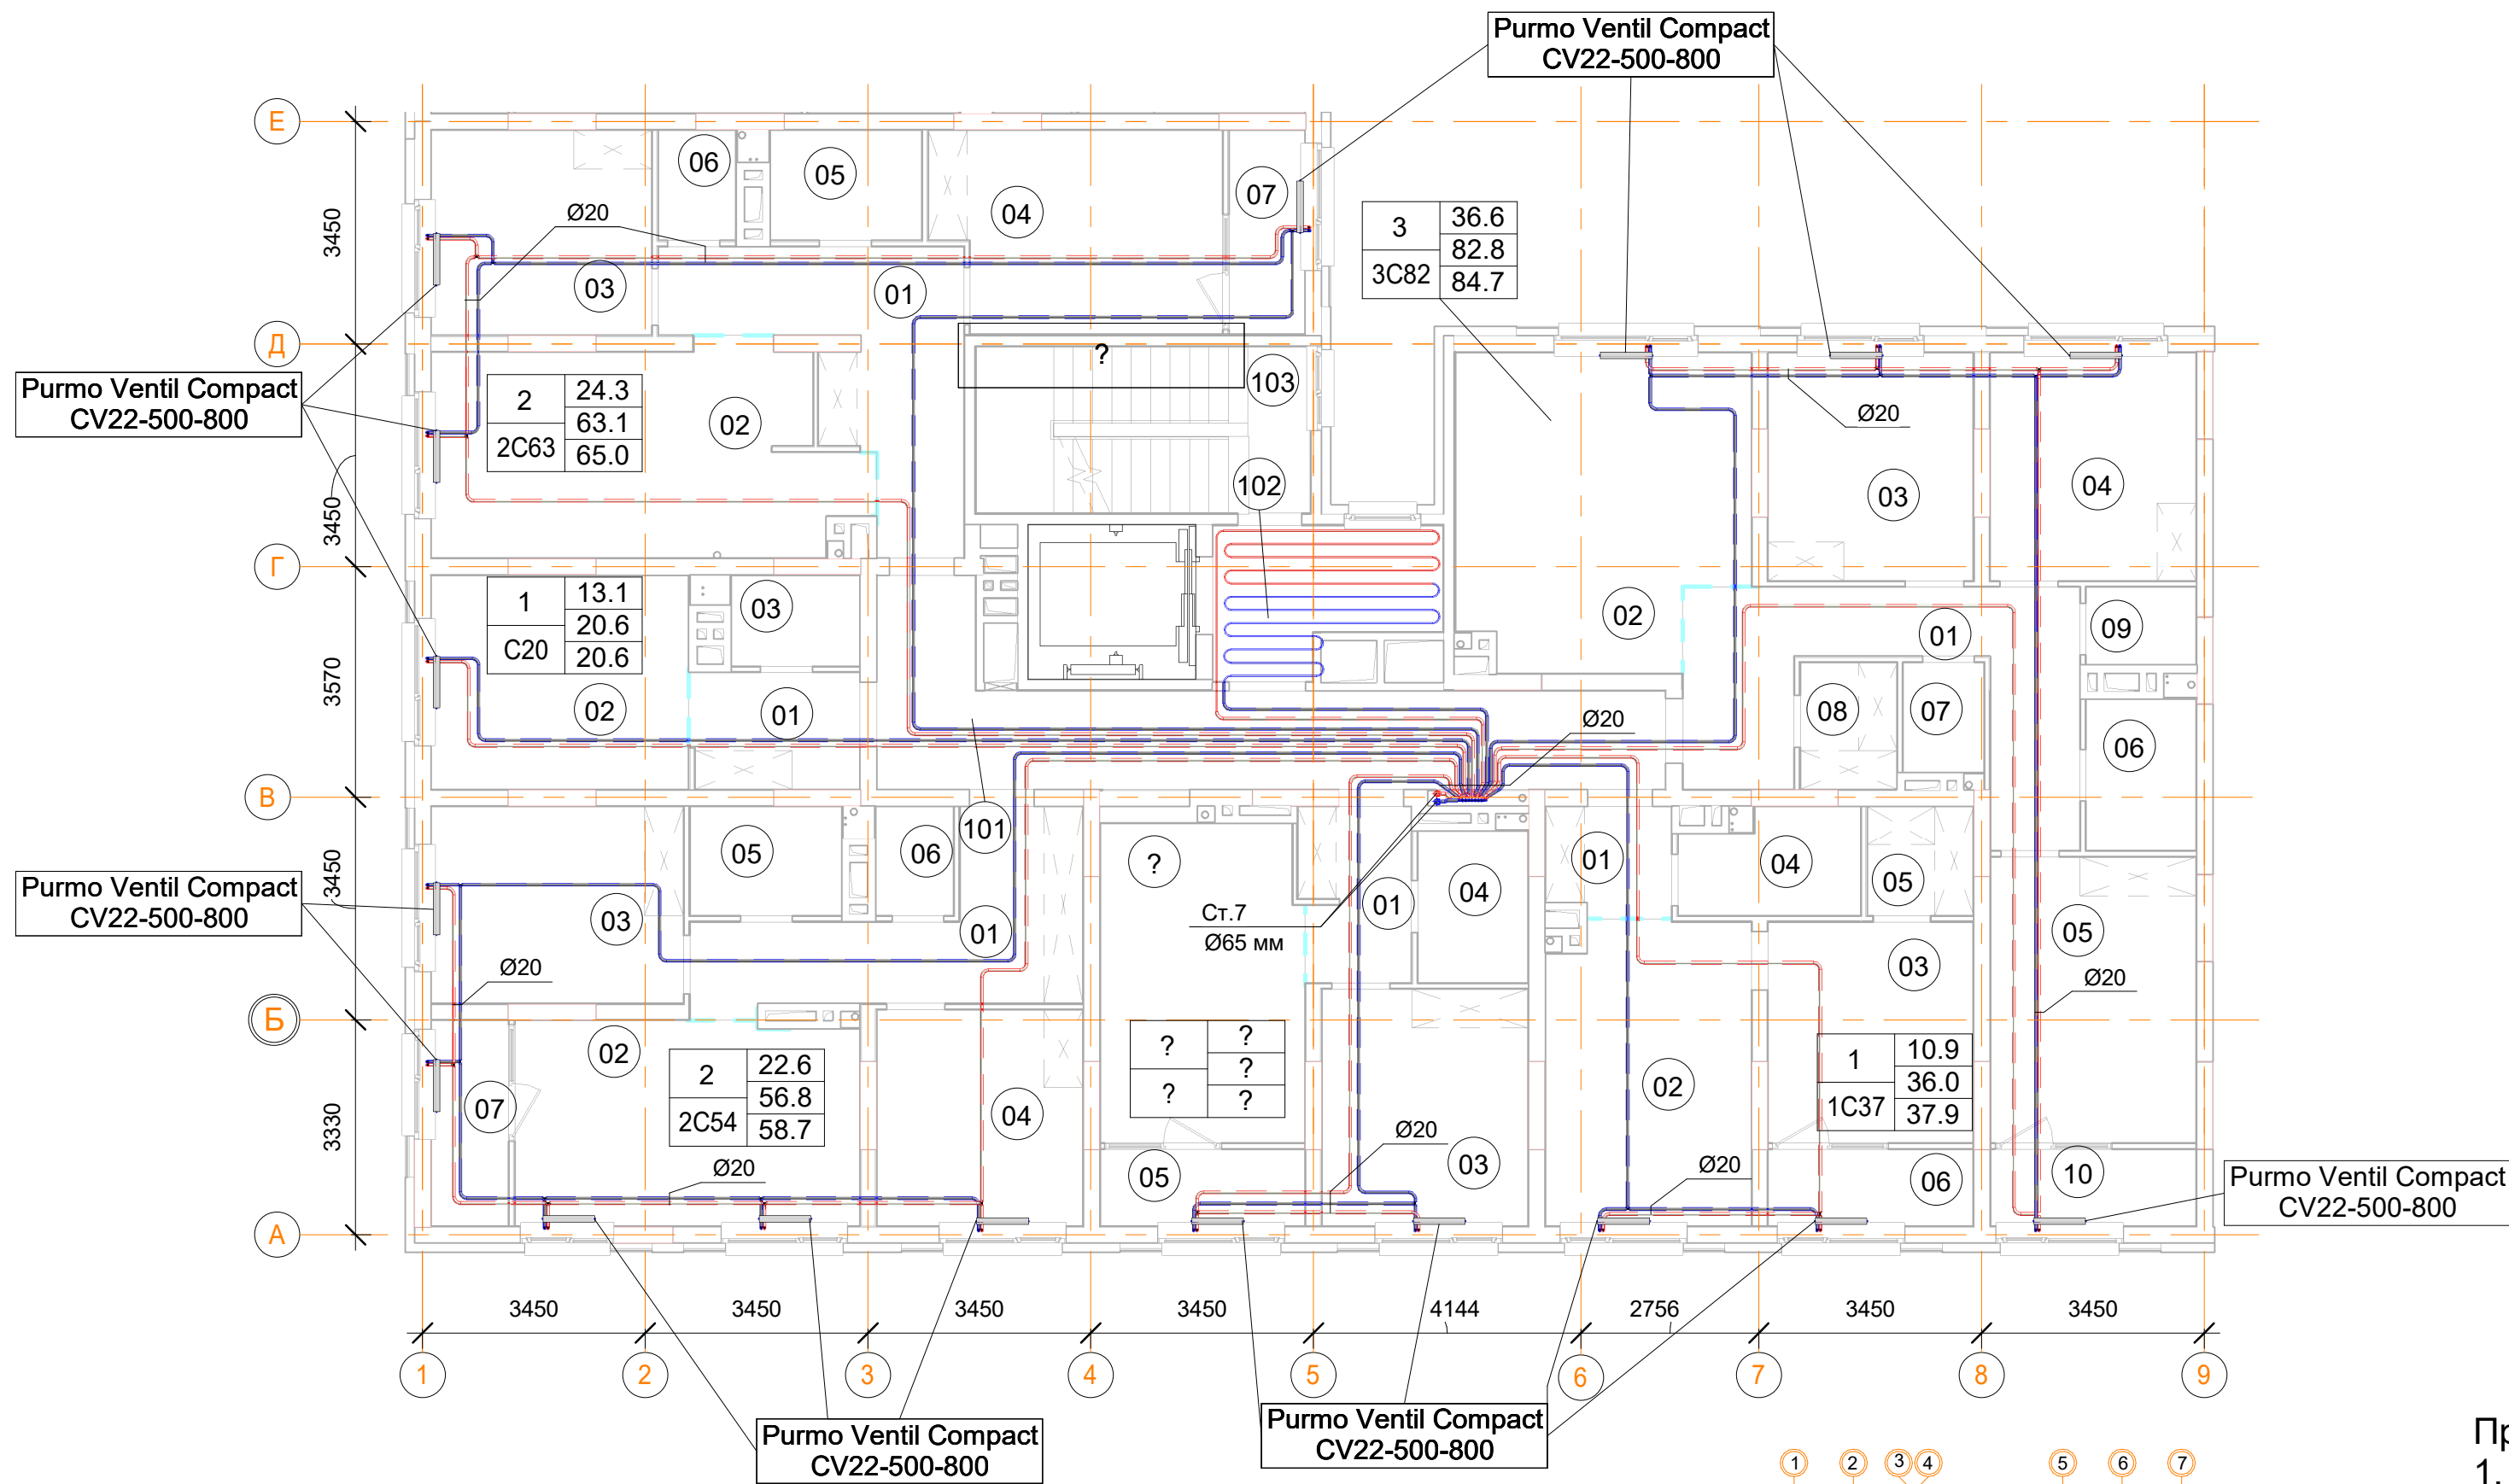 Purmo Ventil Compact
CV22-500-800
Е
06
05
04
07
Ø20
3450
3
36.6
82.8
3С82
84.7
03
01
Д
?
103
Purmo Ventil Compact
CV22-500-800
2
24.3
63.1
2С63
65.0
02
Ø20
3450
102
03
04
Г
1
13.1
20.6
С20
20.6
03
02
09
01
3570
02
01
08
07
Ø20
06
В
101
05
06
?
01
04
01
04
05
3450
Purmo Ventil Compact
CV22-500-800
03
01
Ст.7
Ø65 мм
03
05
Ø20
Ø20
Б
02
2
22.6
56.8
2С54
58.7
?
?
?
?
?
02
1
10.9
36.0
1С37
37.9
07
04
3330
Ø20
Ø20
05
03
Ø20
06
10
Purmo Ventil Compact
CV22-500-800
А
3450
3450
3450
3450
4144
2756
3450
3450
1
2
3
4
5
6
7
8
9
Purmo Ventil Compact
CV22-500-800
Purmo Ventil Compact
CV22-500-800
1
2
3
4
5
6
7
Пр
1.